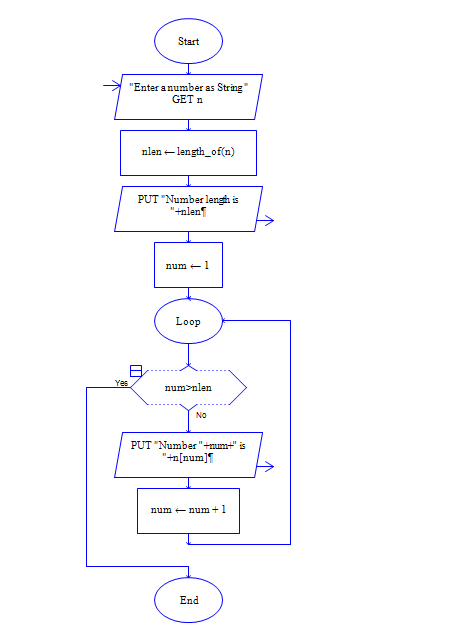 Start
"Enter a number as String"
GET n
nlen ← length_of(n)
PUT "Number length is
"+nlen¶
num ← 1
Loop
Yes
num>nlen
No
PUT "Number "+num+" is
"+n[num]¶
num ← num + 1
End